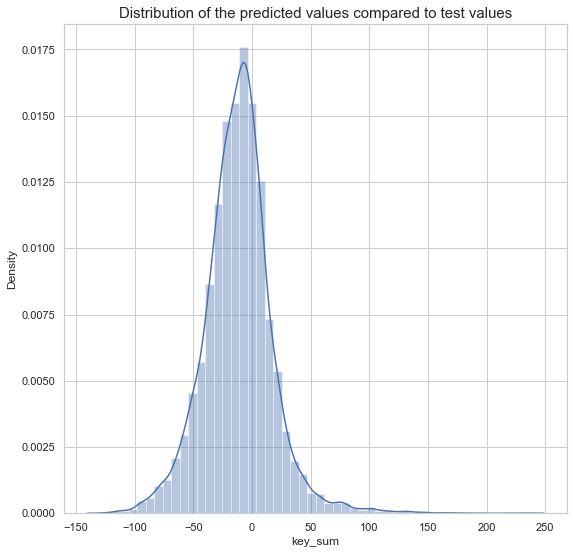 Distribution of the predicted values compared to test values
0.0175
0.0150
0.0125
0.0100
0.0075
0.0050
0.0025
0.0000
Density
−150 −100 −50 0 50 100 150 200 250
key_sum